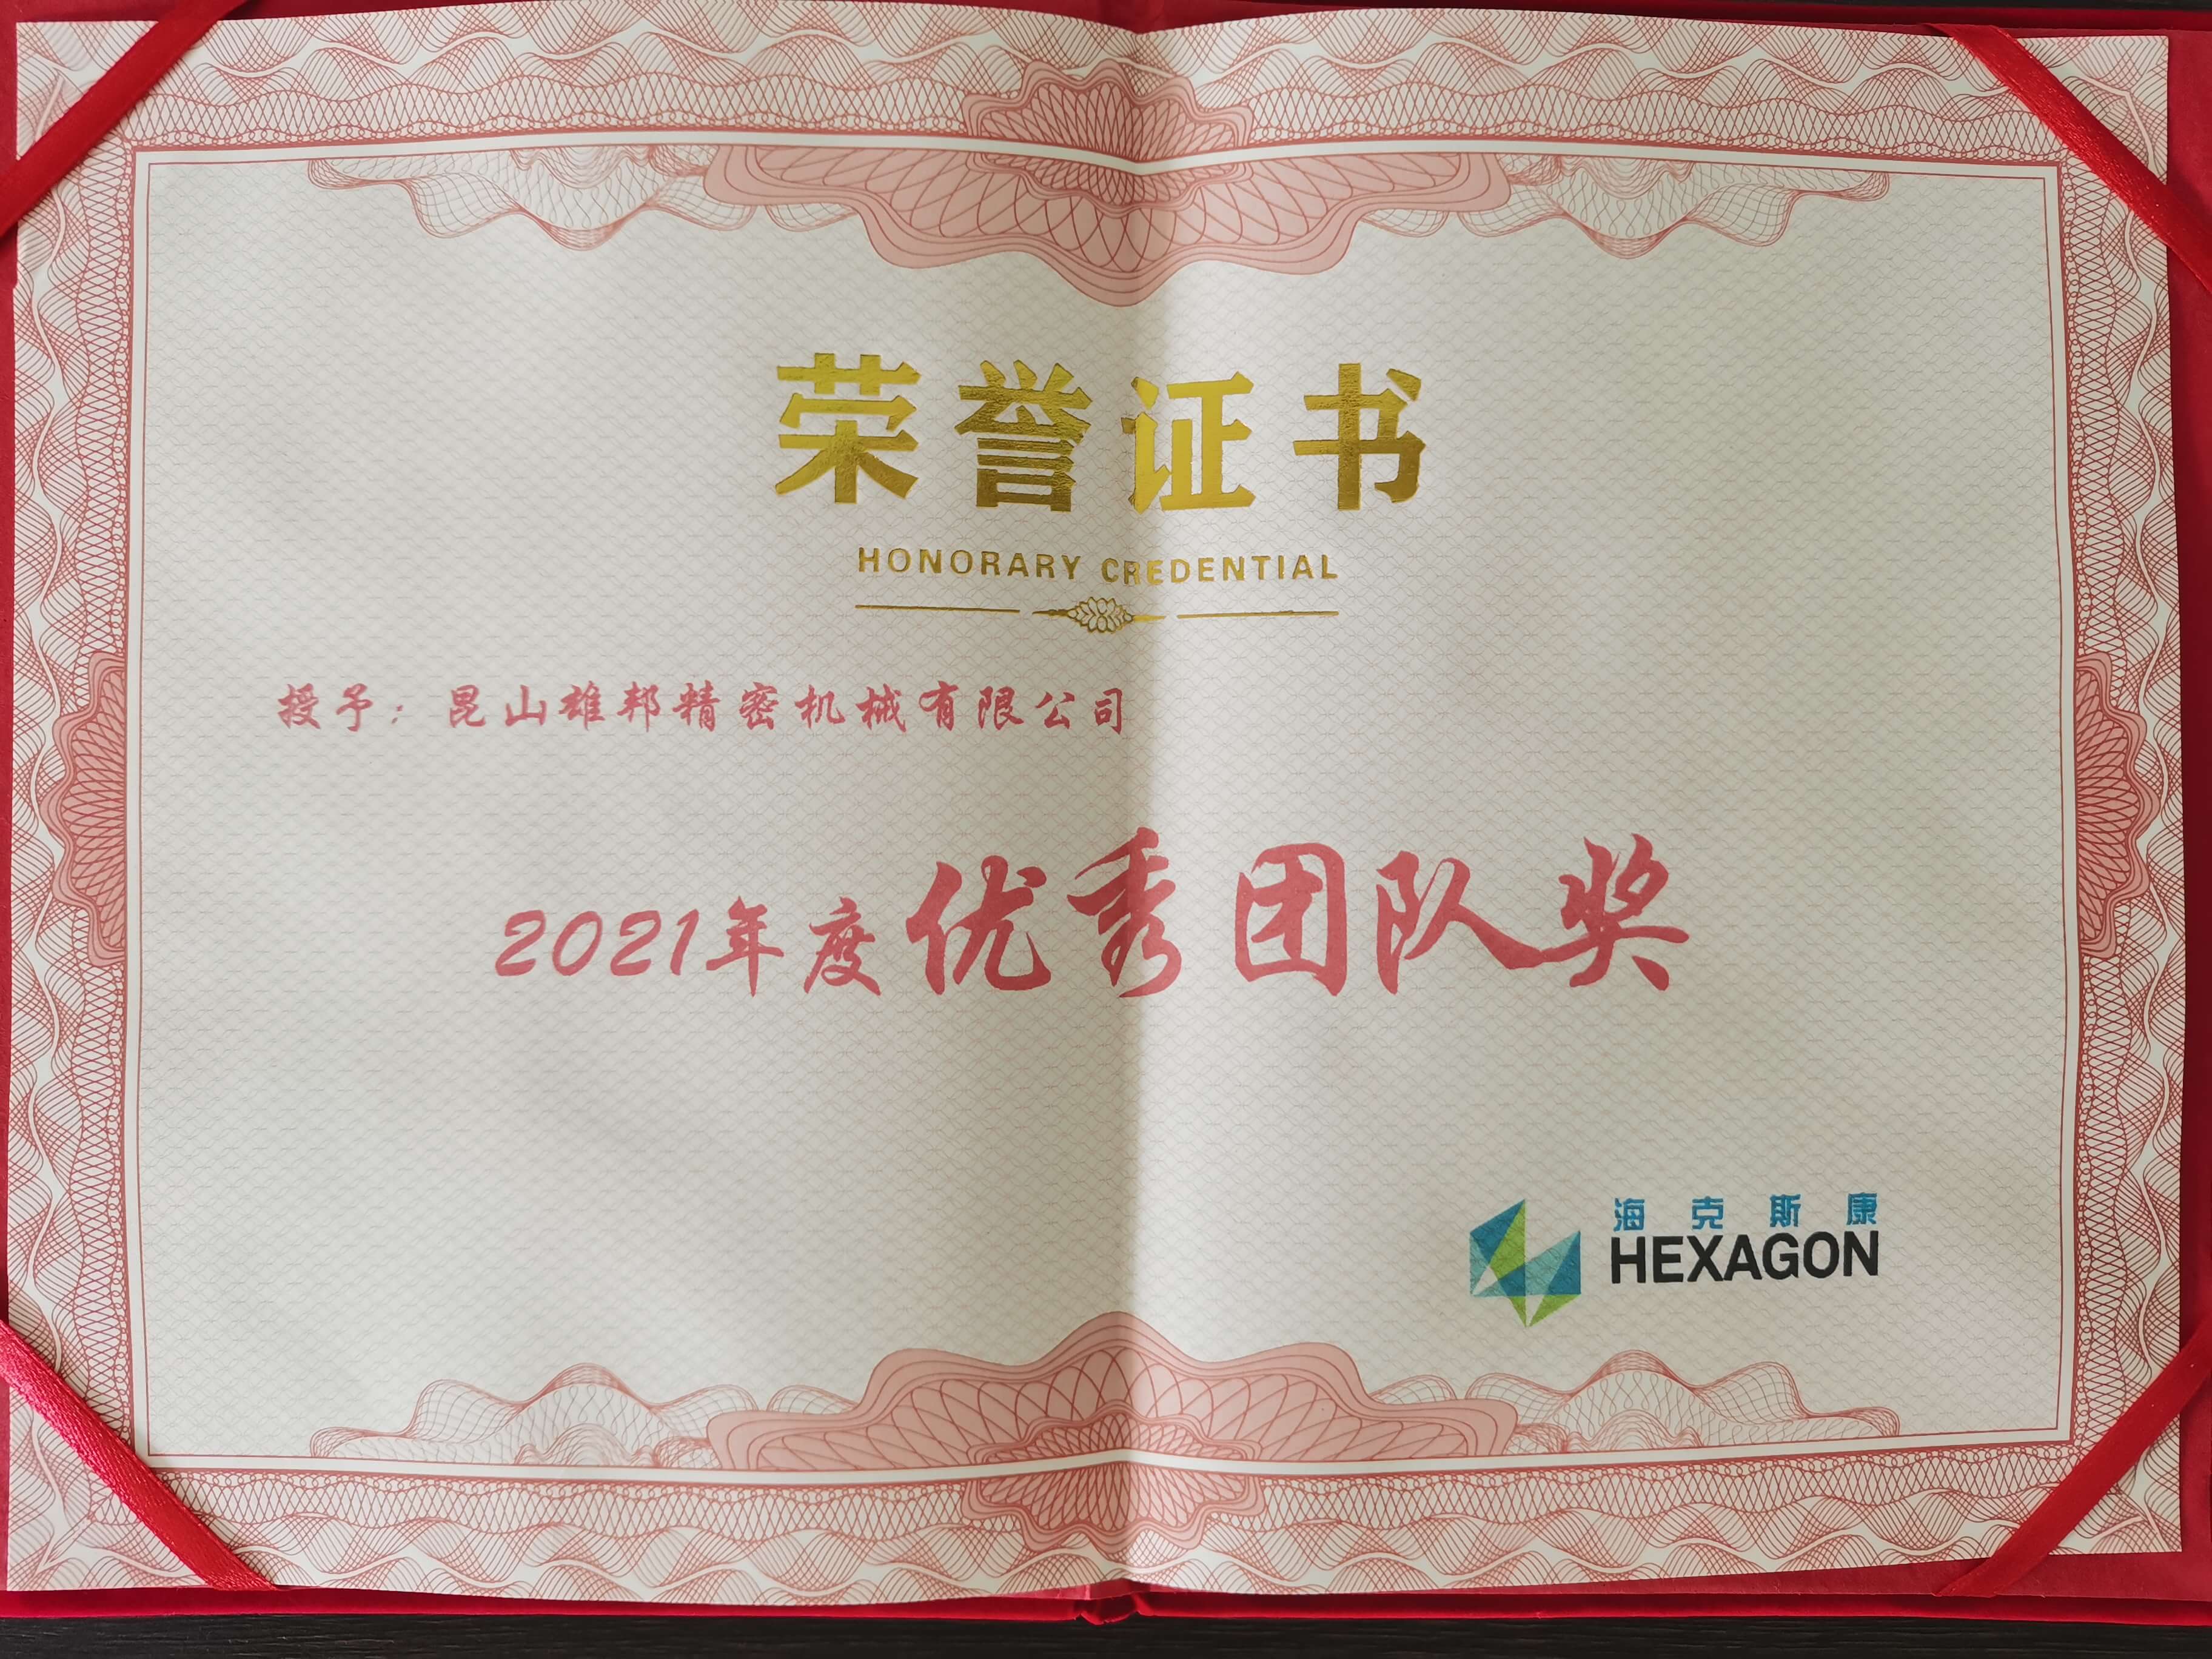 荣誉证书
HONORARY CREDENTIAL
授予：昆山雄邦精密机械有限公司
2021年度优秀团队奖
海克斯康
HEXAGON